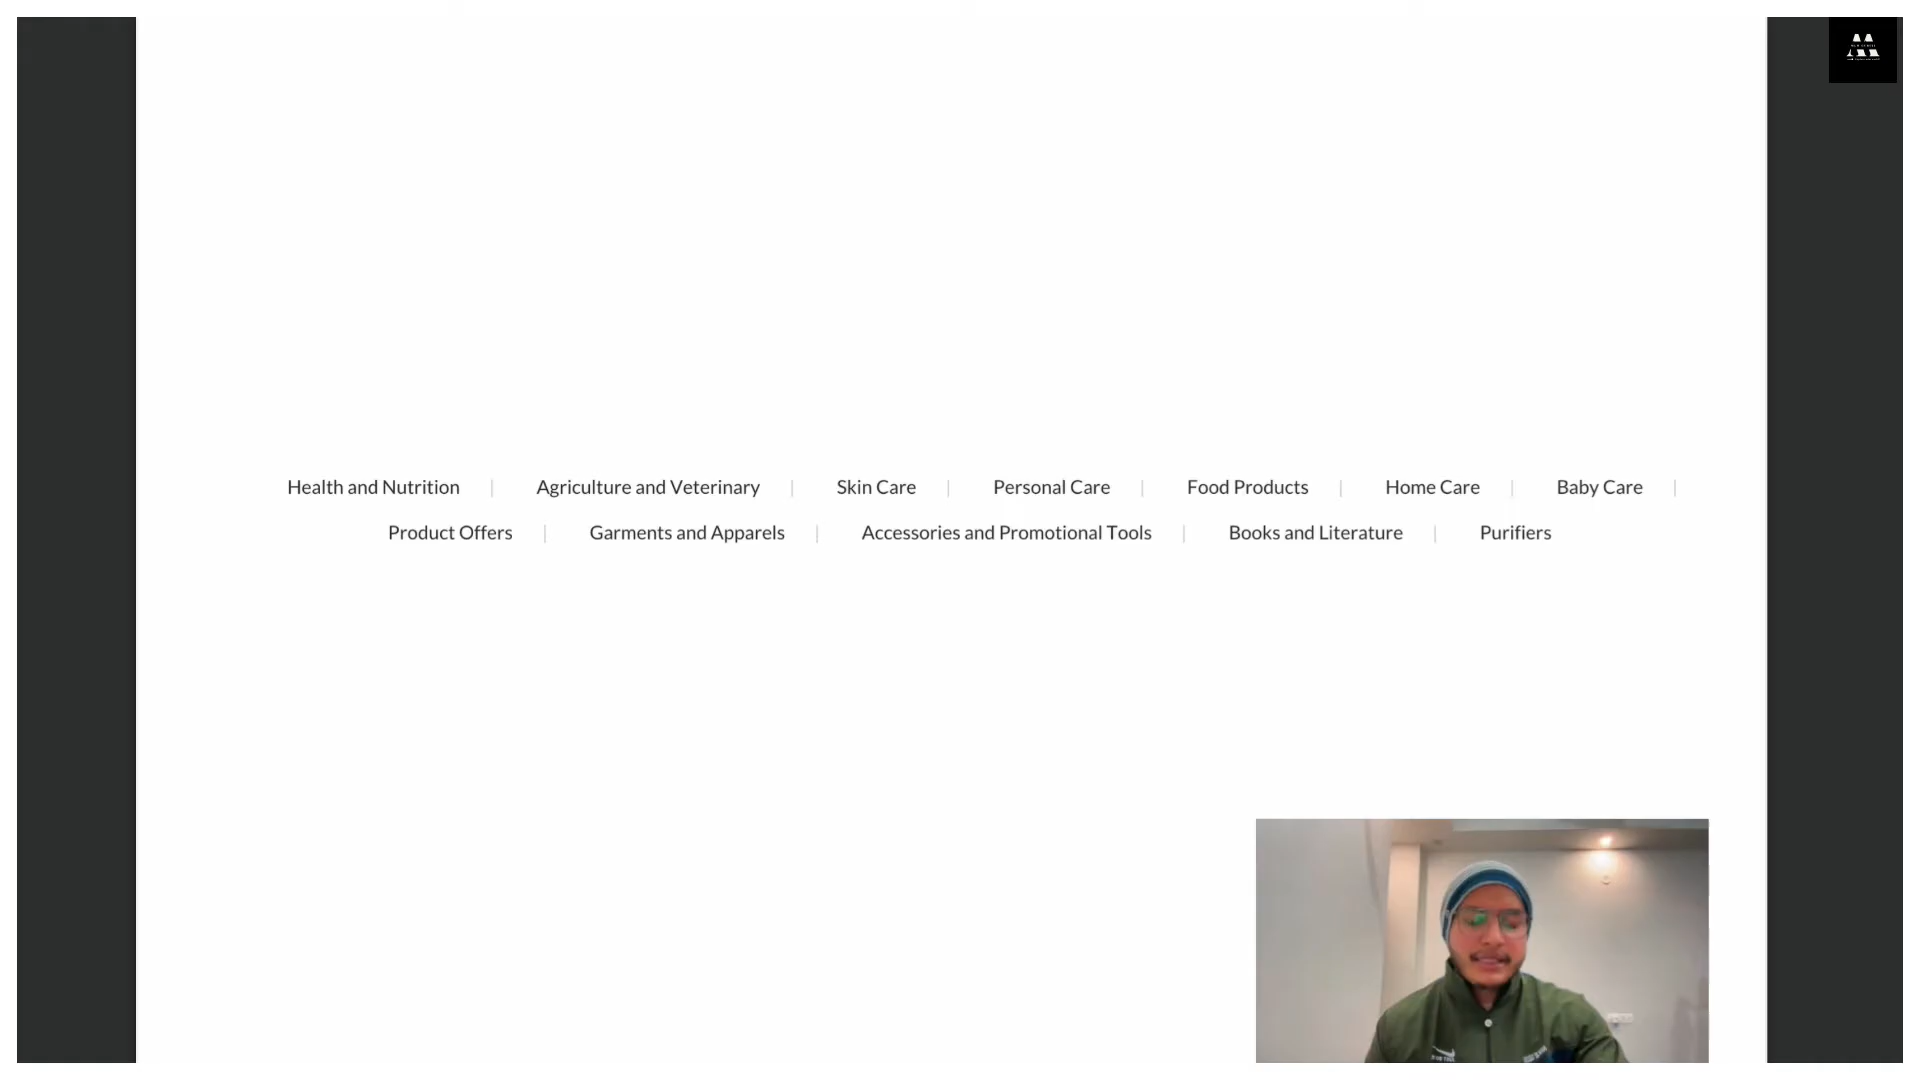 Health and Nutrition | Agriculture and Veterinary | Skin Care | Personal Care | Food Products | Home Care | Baby Care |
Product Offers | Garments and Apparels | Accessories and Promotional Tools | Books and Literature | Purifiers